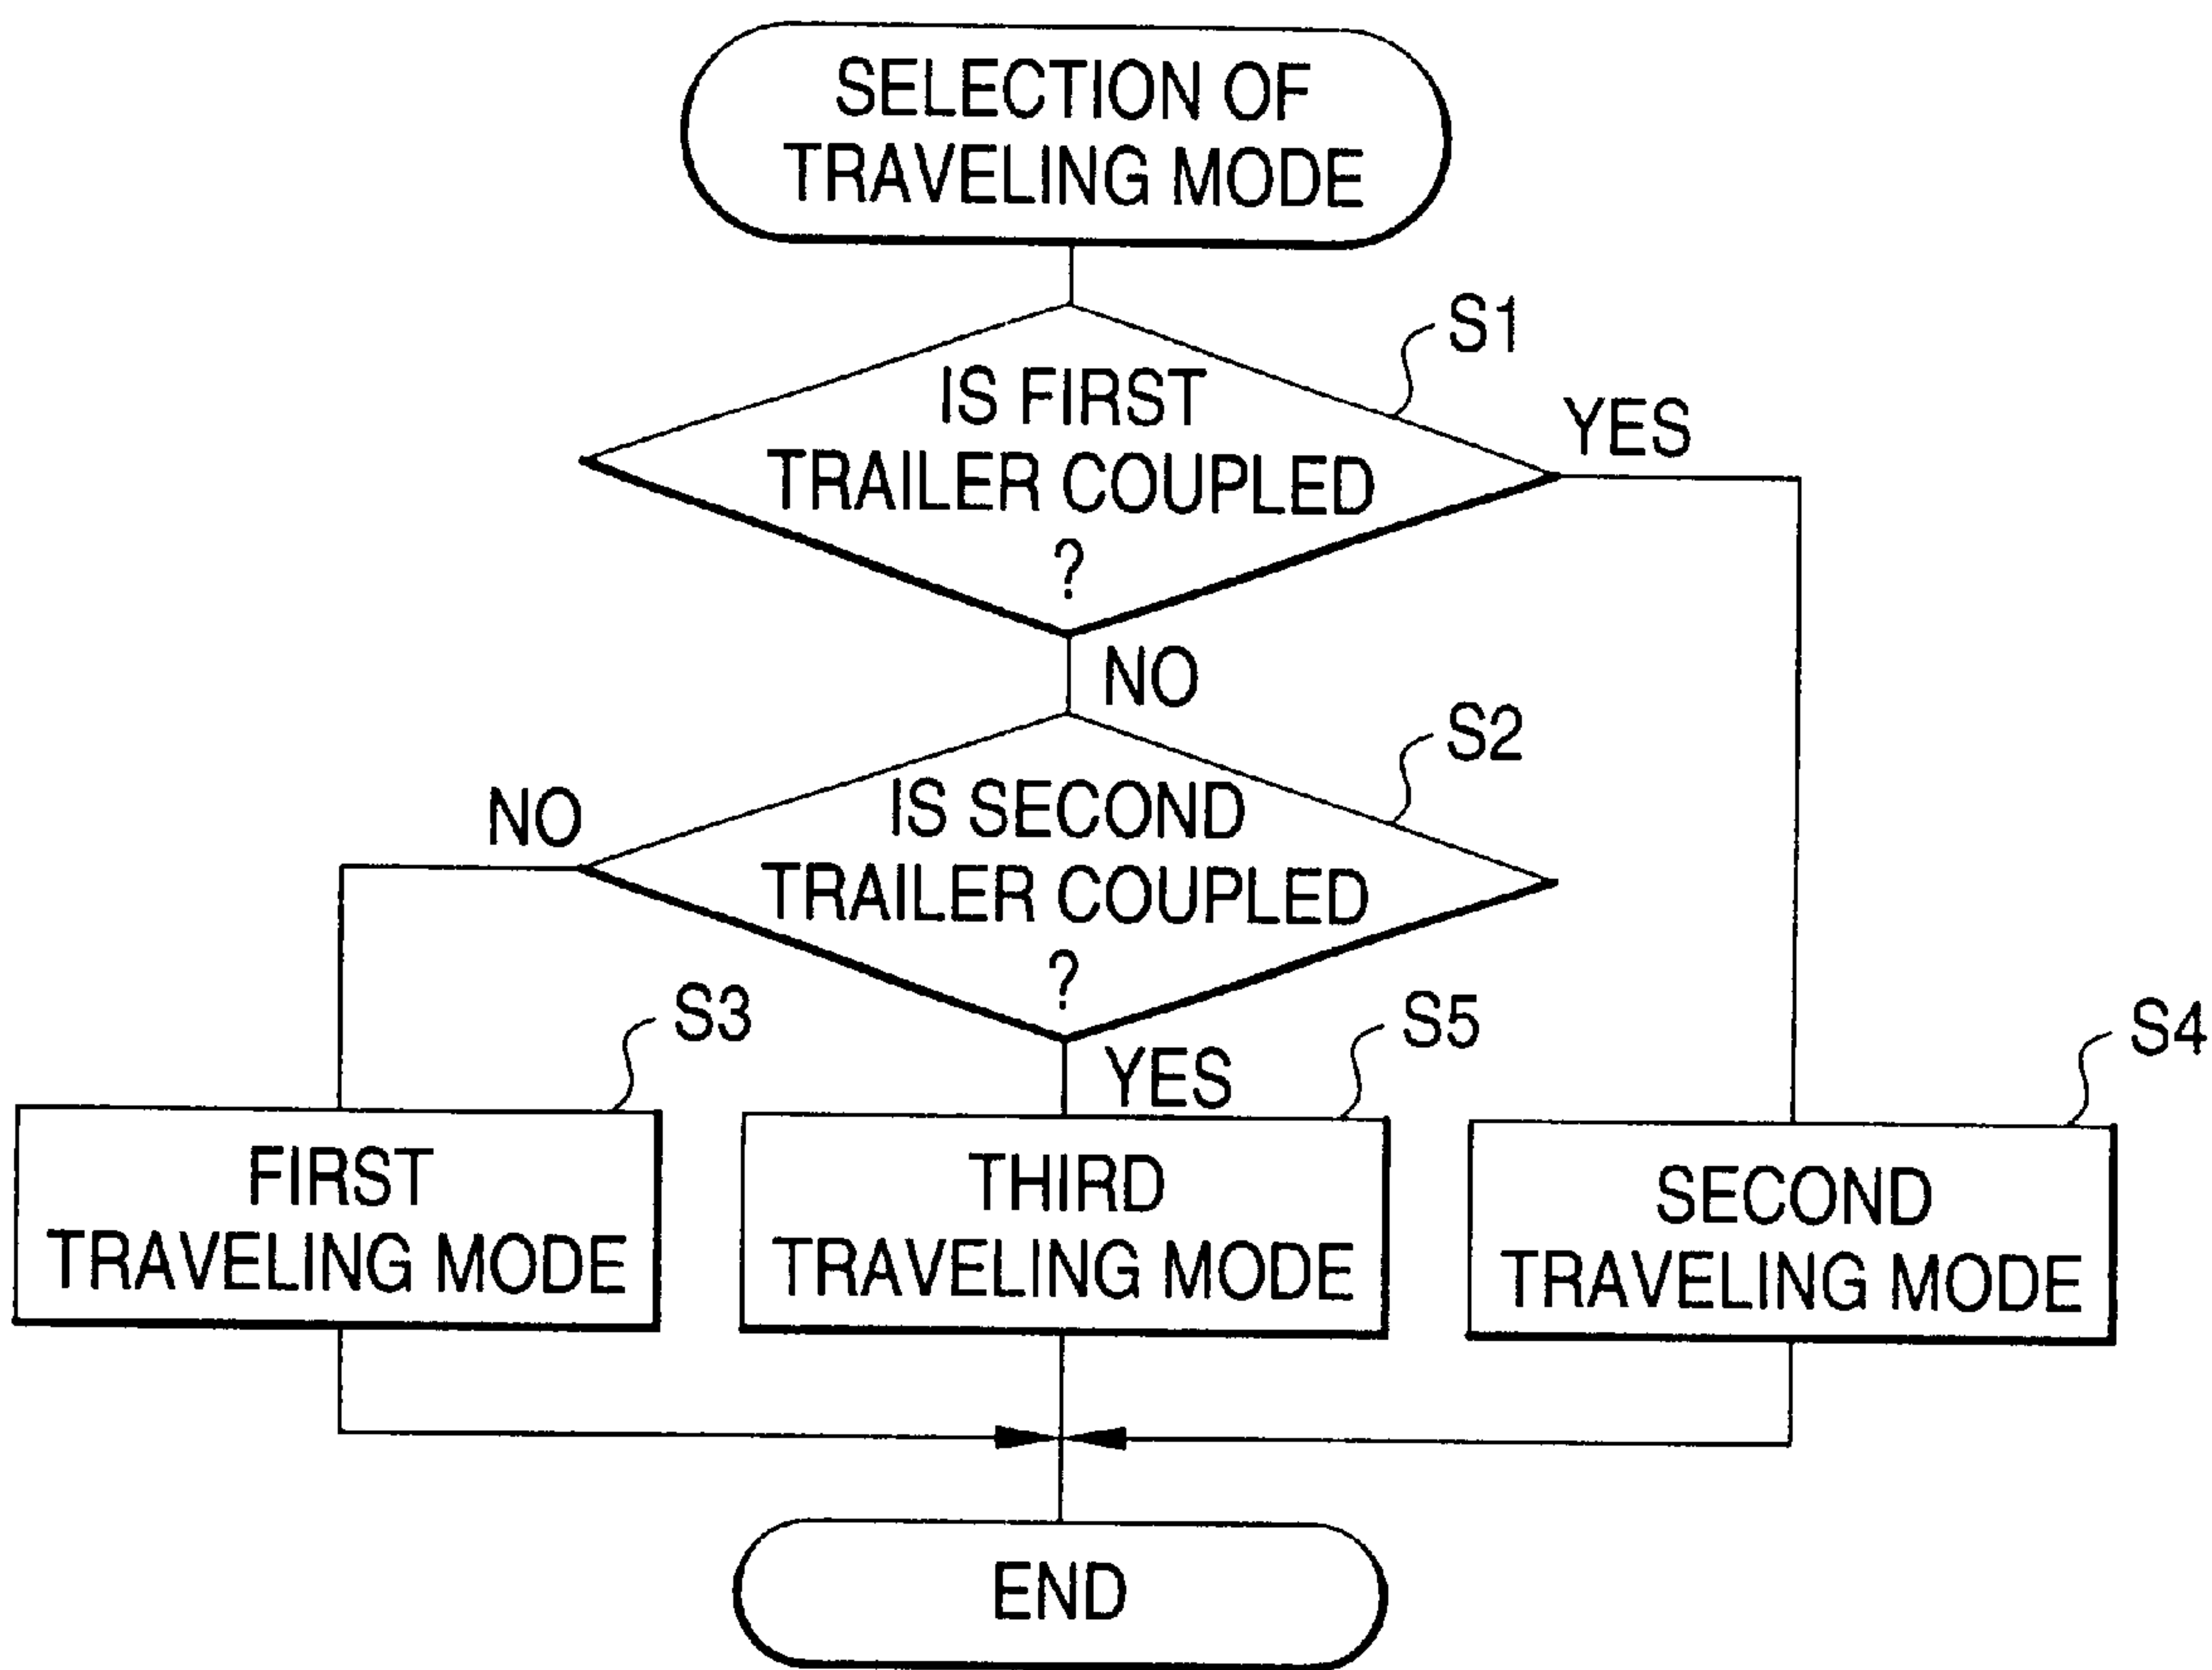 SELECTION OF
TRAVELING MODE
S1
IS FIRST
TRAILER COUPLED
?
YES
NO
S2
IS SECOND
TRAILER COUPLED
?
NO
YES
S3
S5
S4
FIRST
TRAVELING MODE
THIRD
TRAVELING MODE
SECOND
TRAVELING MODE
END